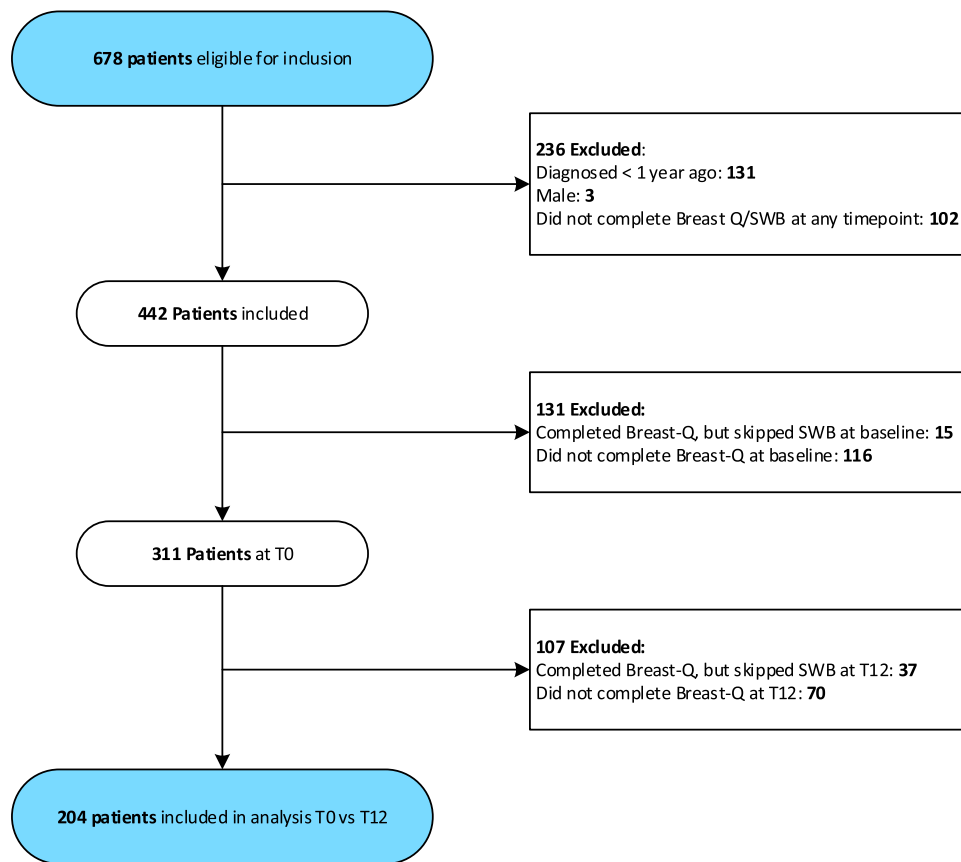 678 patients eligible for inclusion
236 Excluded:
Diagnosed < 1 year ago: 131
Male: 3
Did not complete Breast Q/SWB at any timepoint: 102
442 Patients included
131 Excluded:
Completed Breast-Q, but skipped SWB at baseline: 15
Did not complete Breast-Q at baseline: 116
311 Patients at T0
107 Excluded:
Completed Breast-Q, but skipped SWB at T12: 37
Did not complete Breast-Q at T12: 70
204 patients included in analysis T0 vs T12